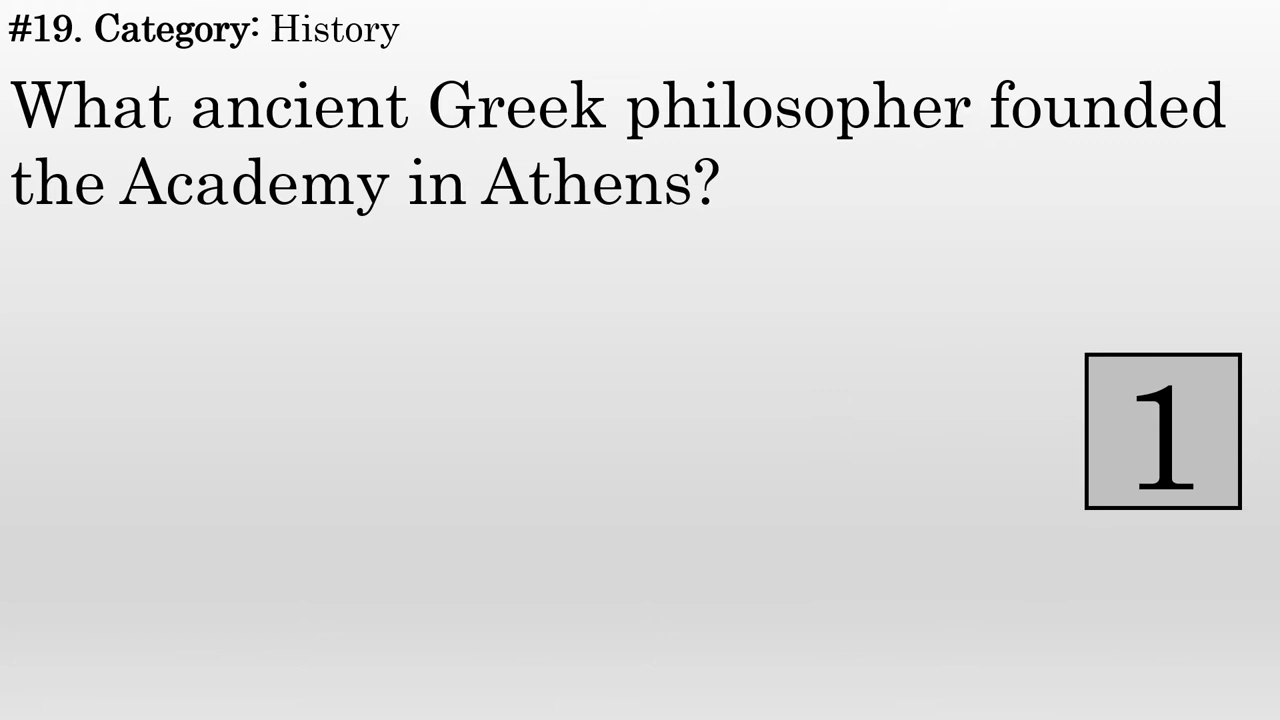 #19. Category: History
What ancient Greek philosopher founded
the Academy in Athens?
1